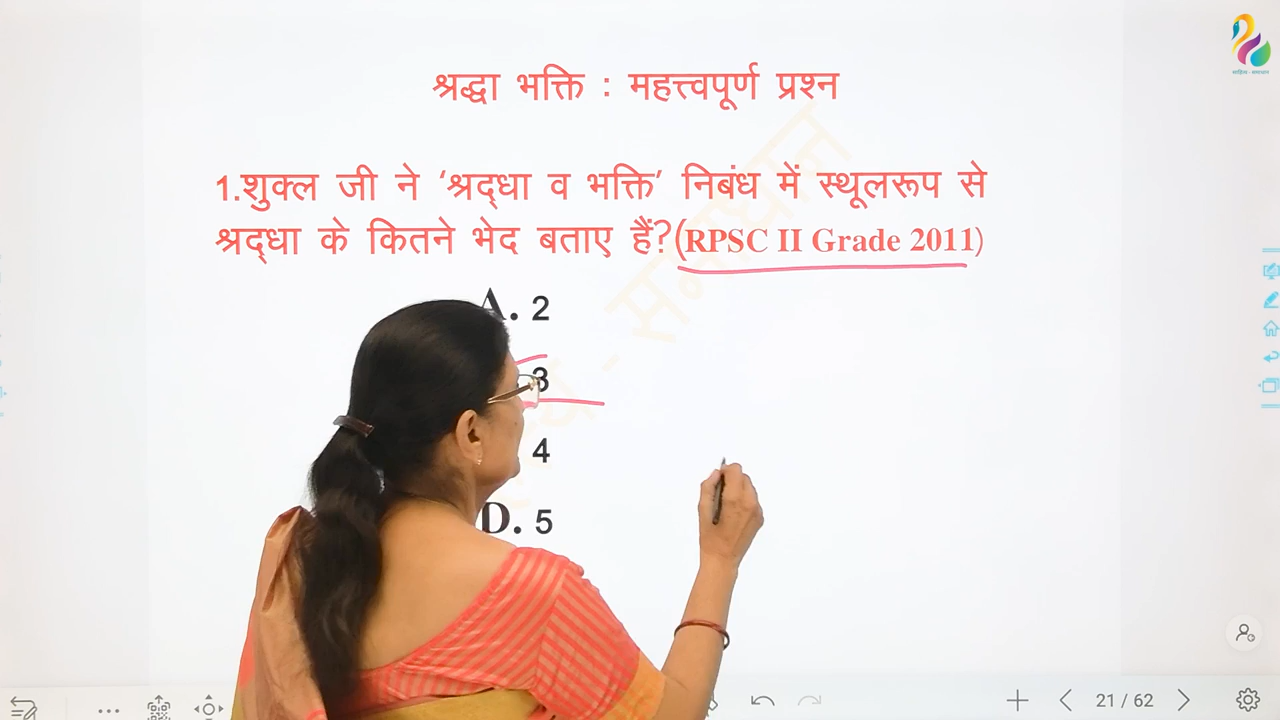 साहित्य - समाधान
श्रद्धा भक्ति : महत्त्वपूर्ण प्रश्न
1.शुक्ल जी ने ‘श्रद्धा व भक्ति’ निबंध में स्थूलरूप से
श्रद्धा के कितने भेद बताए हैं?(RPSC II Grade 2011)
A. 2
3
4
D. 5
21 / 62